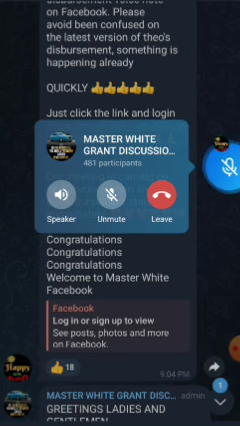 disbursement voice note
on Facebook. Please
avoid been confused on
the latest version of theo's
disbursement, something is
happening already
QUICKLY 👍👍👍👍👍
Just click the link and login
MASTER WHITE
GRANT DISCUSSIO...
481 participants
Speaker
Unmute
Leave
Congratulations
Congratulations
Congratulations
Welcome to Master White
Facebook
Facebook
Log in or sign up to view
See posts, photos and more
on Facebook.
👍 18
9:04 PM
1
MASTER WHITE GRANT DISC... admin
GREETINGS LADIES AND
GENTLEMEN